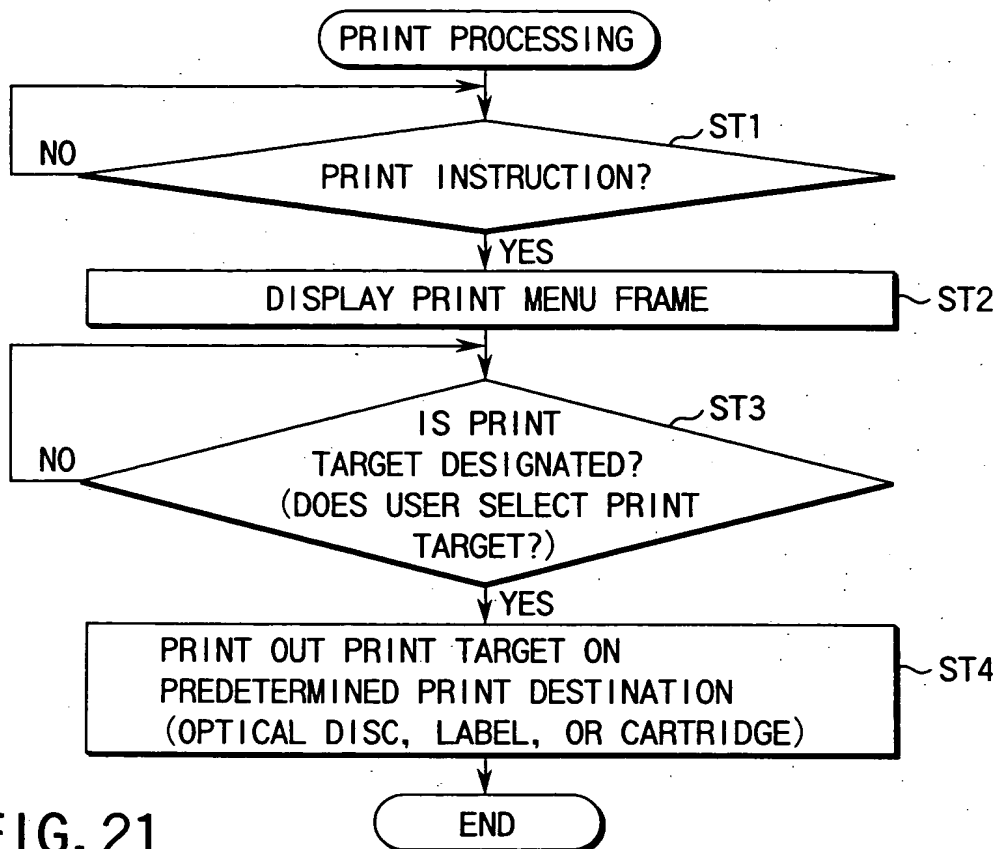 PRINT PROCESSING
ST1
NO
PRINT INSTRUCTION?
YES
DISPLAY PRINT MENU FRAME
ST2
ST3
IS PRINT
NO
TARGET DESIGNATED?
(DOES USER SELECT PRINT
TARGET?)
YES
PRINT OUT PRINT TARGET ON
PREDETERMINED PRINT DESTINATION
(OPTICAL DISC, LABEL, OR CARTRIDGE)
ST4
END
FIG. 21